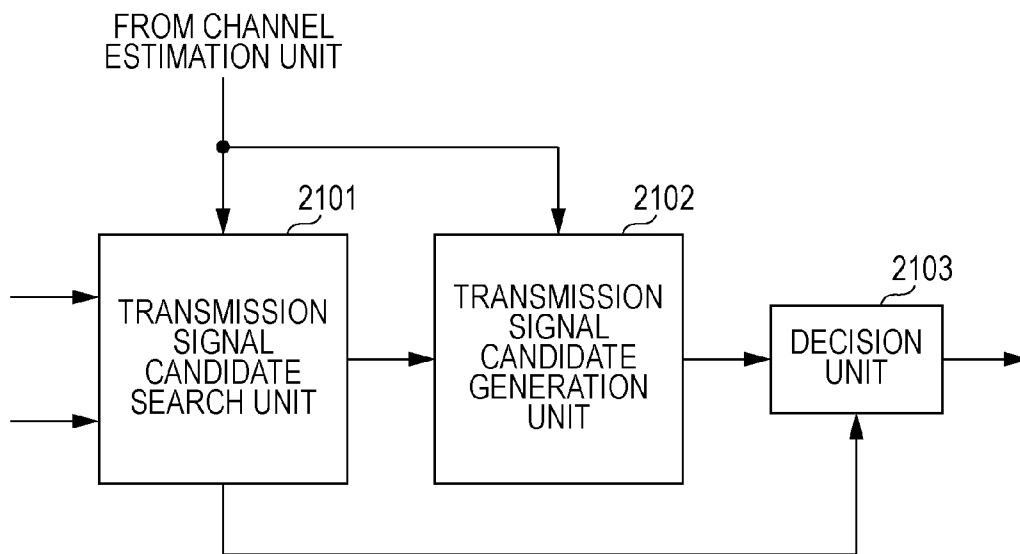 FROM CHANNEL
ESTIMATION UNIT
2101
TRANSMISSION
SIGNAL
CANDIDATE
SEARCH UNIT
2102
TRANSMISSION
SIGNAL
CANDIDATE
GENERATION
UNIT
2103
DECISION
UNIT